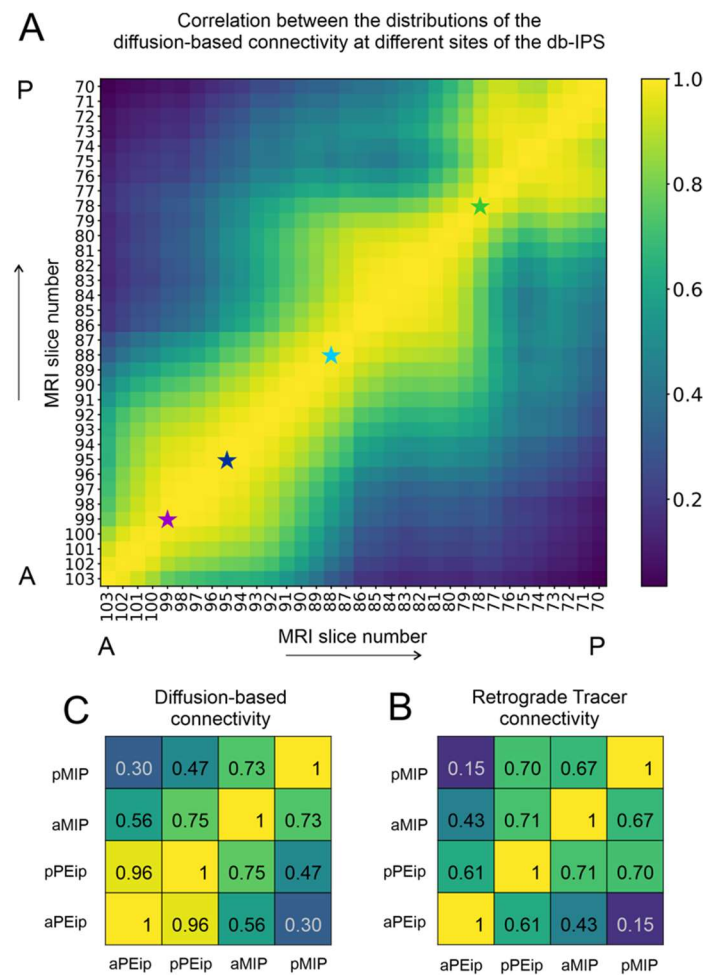 A
Correlation between the distributions of the
diffusion-based connectivity at different sites of the db-IPS
P
MRI slice number
A
70
71
72
73
74
75
76
77
78
79
80
81
82
83
84
85
86
87
88
89
90
91
92
93
94
95
96
97
98
99
100
101
102
103
103 102 101 100 99 98 97 96 95 94 93 92 91 90 89 88 87 86 85 84 83 82 81 80 79 78 77 76 75 74 73 72 71 70
MRI slice number
A P
1.0
0.8
0.6
0.4
0.2
C
Diffusion-based
connectivity
pMIP 0.30 0.47 0.73 1
aMIP 0.56 0.75 1 0.73
pPEip 0.96 1 0.75 0.47
aPEip 1 0.96 0.56 0.30
aPEip pPEip aMIP pMIP
B
Retrograde Tracer
connectivity
pMIP 0.15 0.70 0.67 1
aMIP 0.43 0.71 1 0.67
pPEip 0.61 1 0.71 0.70
aPEip 1 0.61 0.43 0.15
aPEip pPEip aMIP pMIP